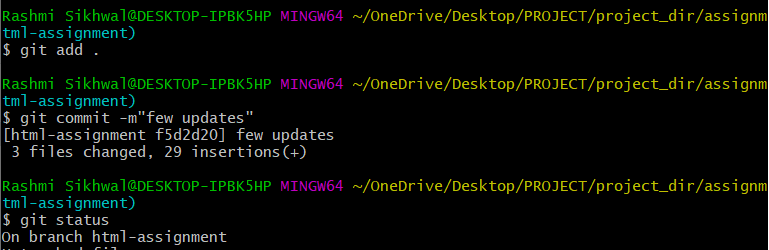 Rashmi Sikhwal@DESKTOP-IPBK5HP MINGW64 ~/OneDrive/Desktop/PROJECT/project_dir/assignm
tml-assignment)
$ git add .
Rashmi Sikhwal@DESKTOP-IPBK5HP MINGW64 ~/OneDrive/Desktop/PROJECT/project_dir/assignm
tml-assignment)
$ git commit -m"few updates"
[html-assignment f5d2d20] few updates
 3 files changed, 29 insertions(+)
Rashmi Sikhwal@DESKTOP-IPBK5HP MINGW64 ~/OneDrive/Desktop/PROJECT/project_dir/assignm
tml-assignment)
$ git status
On branch html-assignment